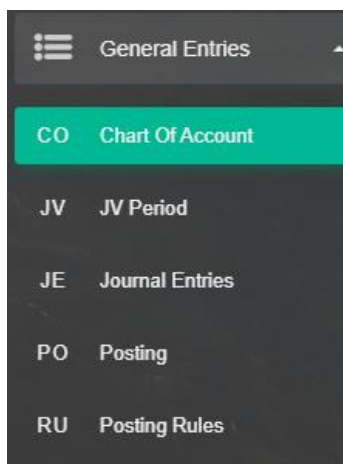 General Entries
CO Chart Of Account
JV JV Period
JE Journal Entries
PO Posting
RU Posting Rules